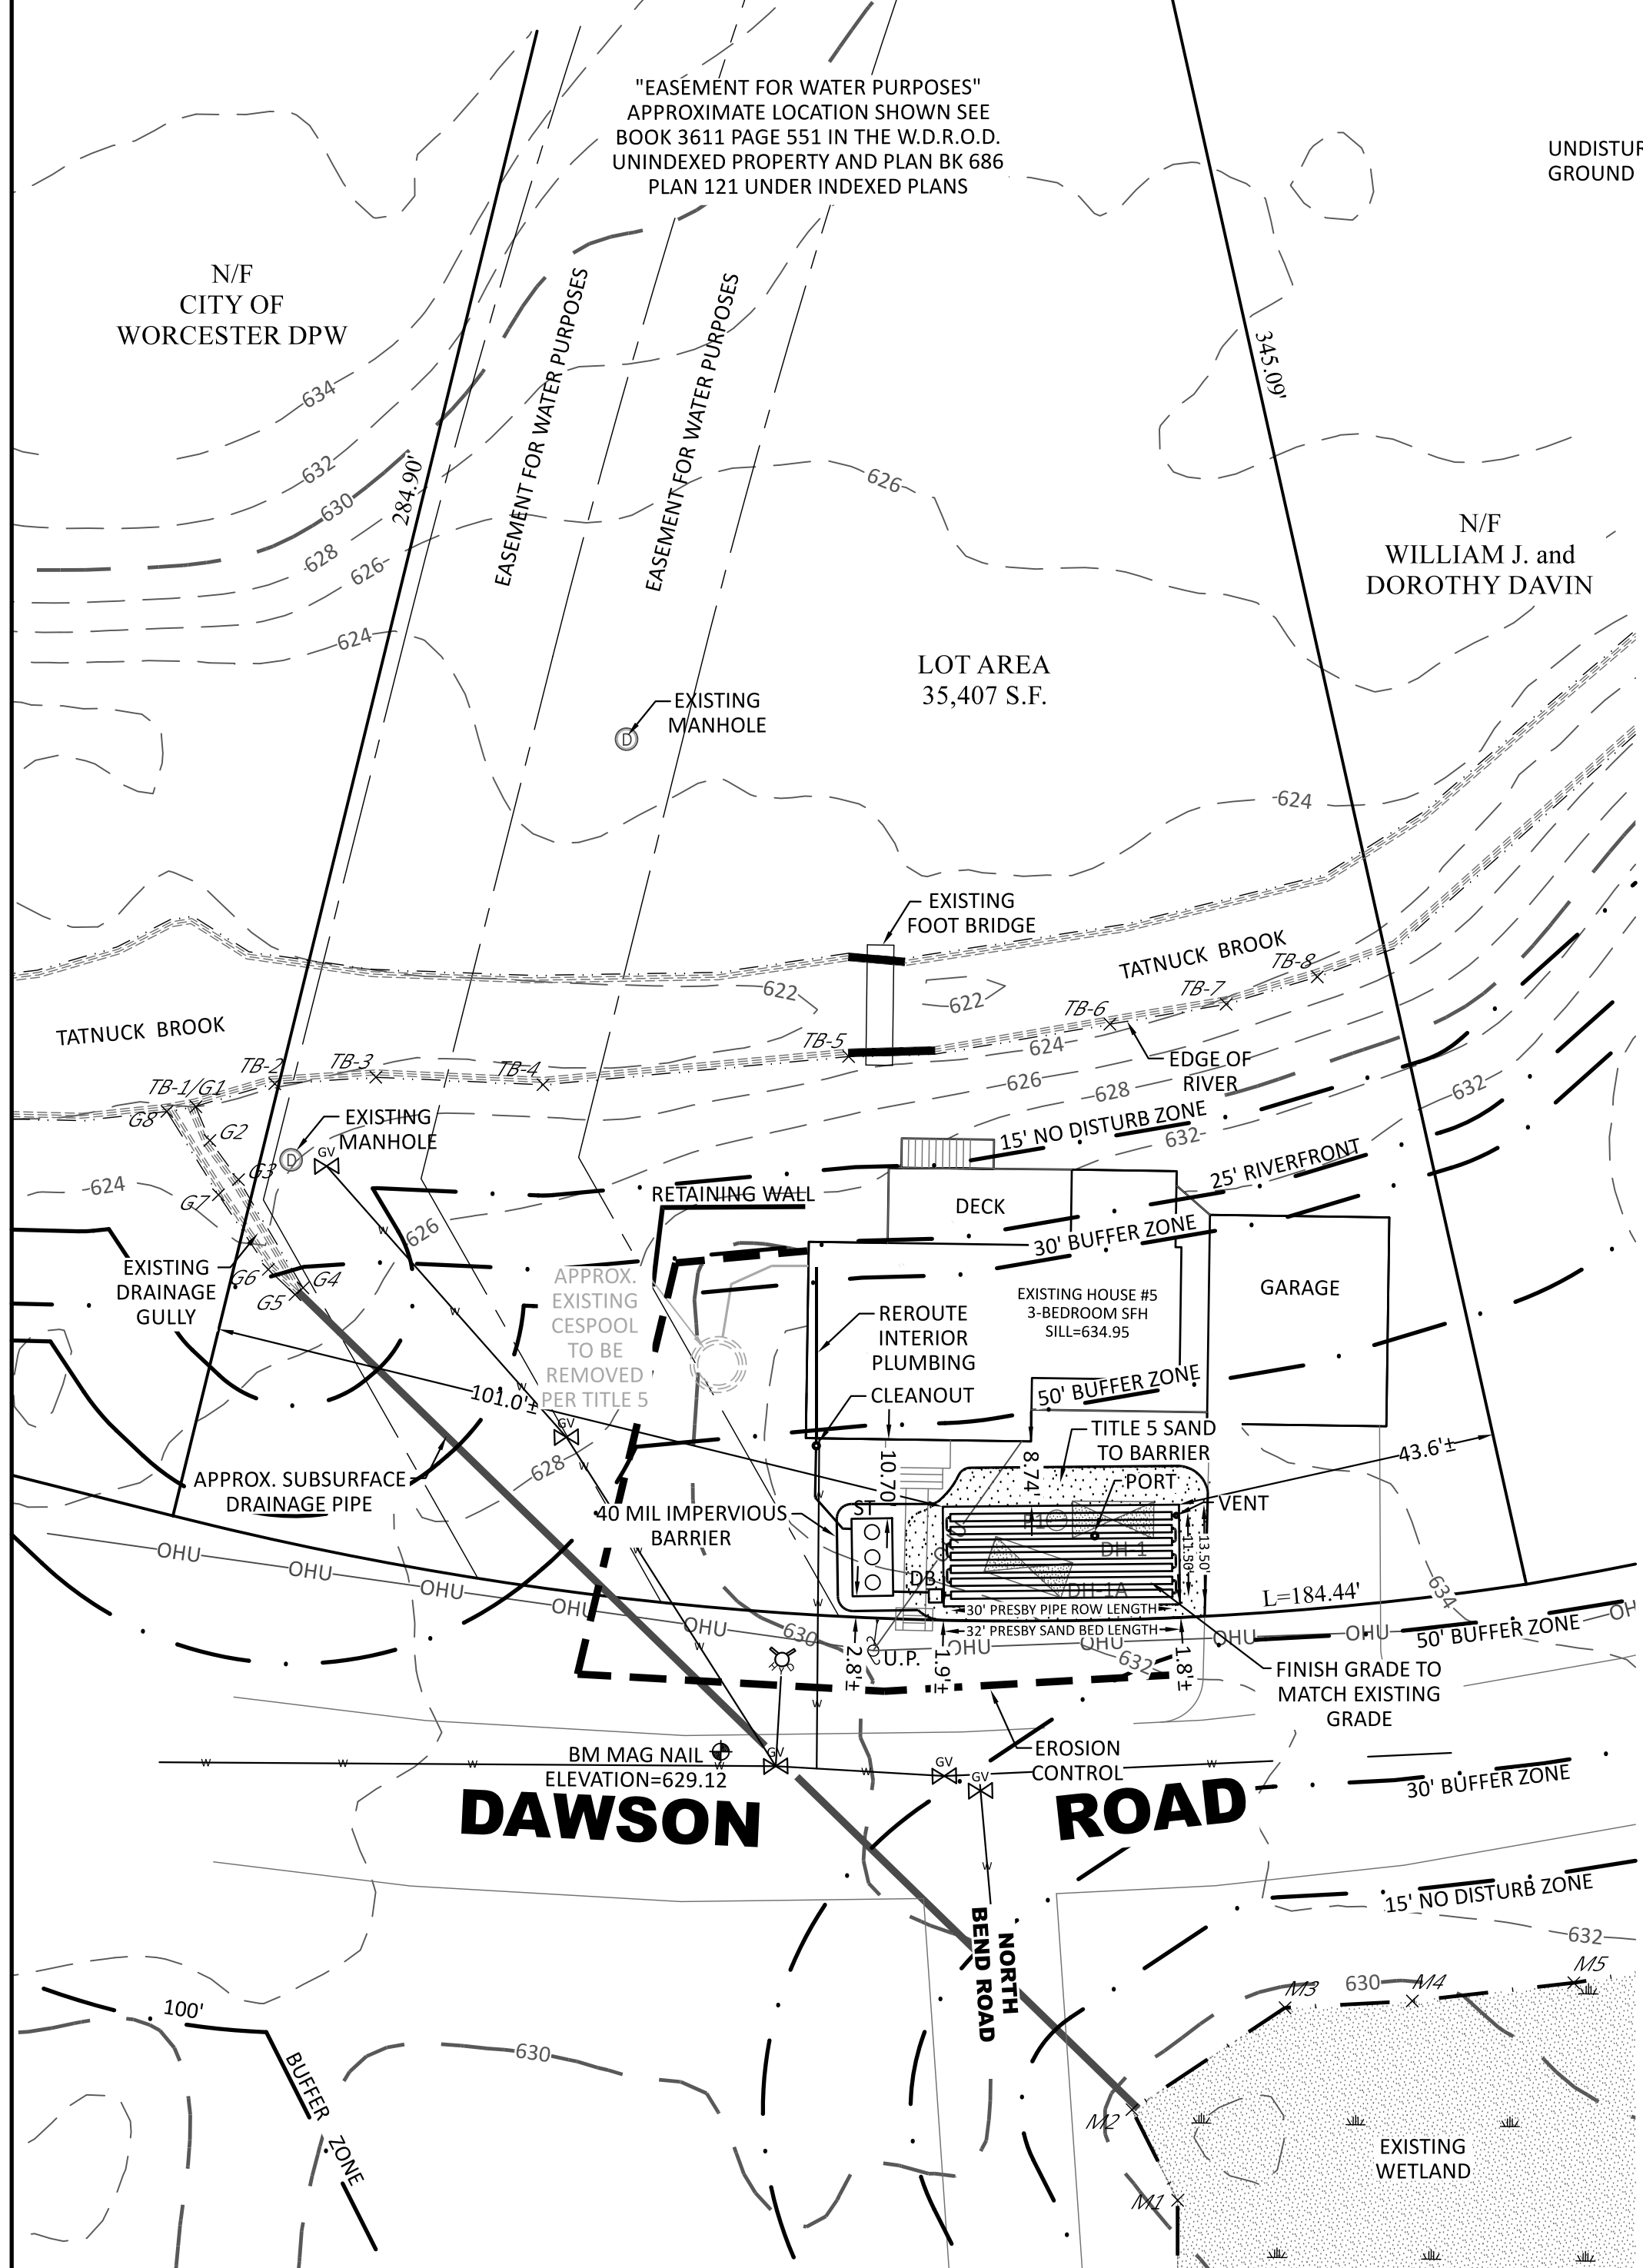 "EASEMENT FOR WATER PURPOSES"
APPROXIMATE LOCATION SHOWN SEE
BOOK 3611 PAGE 551 IN THE W.D.R.O.D.
UNINDEXED PROPERTY AND PLAN BK 686
PLAN 121 UNDER INDEXED PLANS
UNDISTUR
GROUND
N/F
CITY OF
WORCESTER DPW
EASEMENT FOR WATER PURPOSES
EASEMENT FOR WATER PURPOSES
345.09'
634
632
630
628
626
624
284.90'
626
N/F
WILLIAM J. and
DOROTHY DAVIN
LOT AREA
35,407 S.F.
EXISTING
MANHOLE
D
624
EXISTING
FOOT BRIDGE
TATNUCK BROOK
TB-8
TB-7
TB-6
622
622
TATNUCK BROOK
TB-5
624
EDGE OF
RIVER
TB-4
TB-3
TB-2
TB-1/G1
G8
G2
G3
G7
626
628
632
15' NO DISTURB ZONE
632
25' RIVERFRONT
EXISTING
MANHOLE
D
GV
624
RETAINING WALL
DECK
30' BUFFER ZONE
626
W
EXISTING
DRAINAGE
GULLY
G6
G5
G4
APPROX.
EXISTING
CESPOOL
TO BE
REMOVED
PER TITLE 5
W
W
W
REROUTE
INTERIOR
PLUMBING
EXISTING HOUSE #5
3-BEDROOM SFH
SILL=634.95
GARAGE
CLEANOUT
50' BUFFER ZONE
101.0'±
GV
W
TITLE 5 SAND
TO BARRIER
43.6'±
10.70'
8.74'
PORT
VENT
628
APPROX. SUBSURFACE
DRAINAGE PIPE
40 MIL IMPERVIOUS
BARRIER
ST
W
P1
DH-1
DH-1A
DB
11.50'
13.50'
30' PRESBY PIPE ROW LENGTH
32' PRESBY SAND BED LENGTH
L=184.44'
634
OHU
OHU
OHU
OHU
OHU
OHU
OHU
OHU
OHU
OH
W
W
W
W
630
632
2.8'±
U.P.
1.9'±
1.8'±
50' BUFFER ZONE
FINISH GRADE TO
MATCH EXISTING
GRADE
EROSION
CONTROL
BM MAG NAIL
ELEVATION=629.12
GV
GV
GV
W
W
W
W
W
W
W
30' BUFFER ZONE
DAWSON ROAD
15' NO DISTURB ZONE
NORTH
BEND ROAD
632
630
M3
M4
M5
100'
BUFFER
ZONE
630
M2
M1
EXISTING
WETLAND